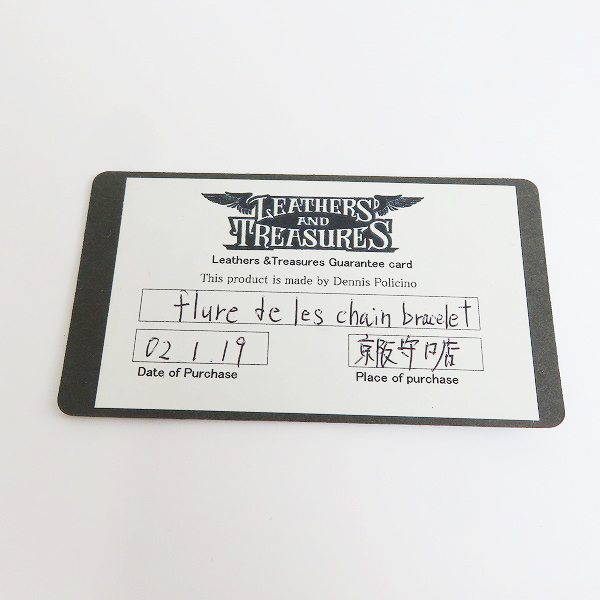 LEATHERS
AND
TREASURES
Leathers &Treasures Guarantee card
This product is made by Dennis Policino
flure de les chain bracelet
02.1.19 京阪守口店
Date of Purchase Place of purchase